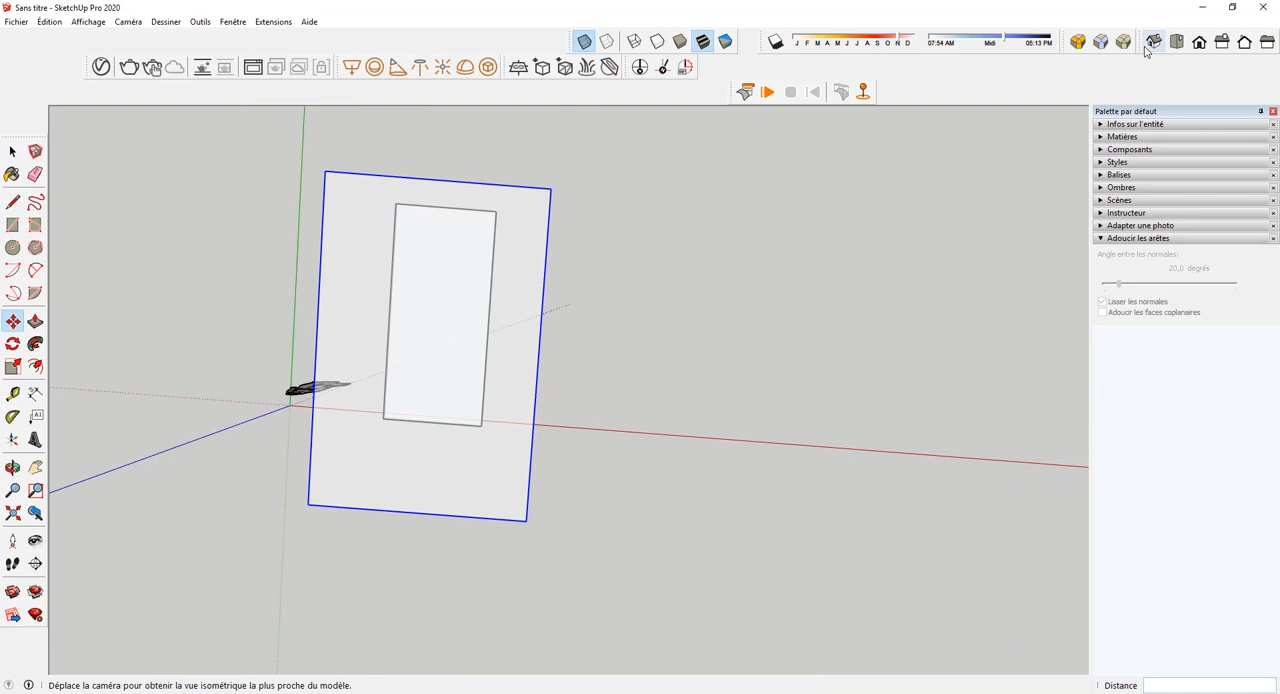 Sans titre - SketchUp Pro 2020
Fichier Édition Affichage Caméra Dessiner Outils Fenêtre Extensions Aide
J F M A M J J A S O N D
07:54 AM Midi 05:13 PM
Palette par défaut
Infos sur l'entité
Matières
Composants
Styles
Balises
Ombres
Scènes
Instructeur
Adapter une photo
Adoucir les arêtes
Angle entre les normales:
20,0 degrés
Lisser les normales
Adoucir les faces coplanaires
Déplace la caméra pour obtenir la vue isométrique la plus proche du modèle.
Distance